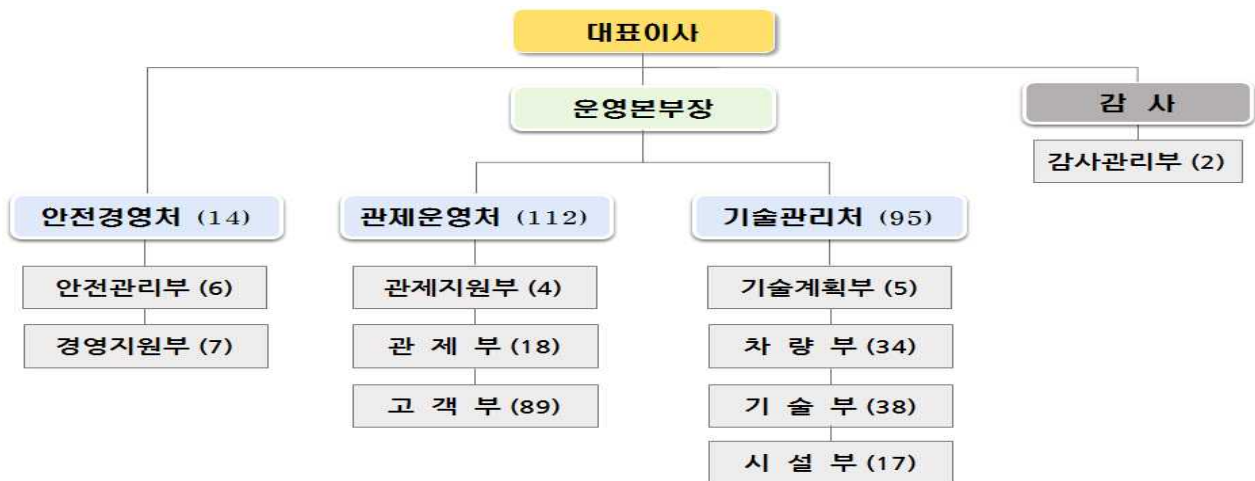 대표이사
운영본부장
감 사
감사관리부 (2)
안전경영처 (14)
관제운영처 (112)
기술관리처 (95)
안전관리부 (6)
관제지원부 (4)
기술계획부 (5)
경영지원부 (7)
관 제 부 (18)
차 량 부 (34)
고 객 부 (89)
기 술 부 (38)
시 설 부 (17)